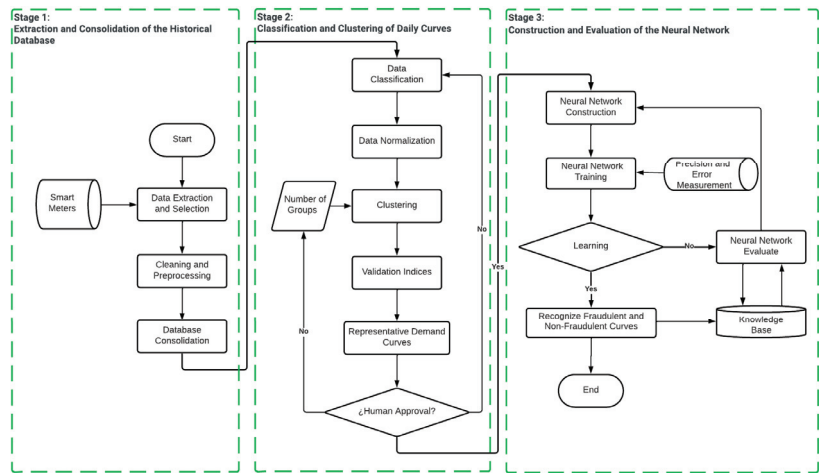 Stage 1:
Extraction and Consolidation of the Historical
Database
Start
Smart
Meters
Data Extraction
and Selection
Cleaning and
Preprocessing
Database
Consolidation
Stage 2:
Classification and Clustering of Daily Curves
Data
Classification
Data Normalization
Number of
Groups
Clustering
Validation Indices
Representative Demand
Curves
¿Human Approval?
No
No
Yes
Stage 3:
Construction and Evaluation of the Neural Network
Neural Network
Construction
Neural Network
Training
Precision and
Error
Measurement
Learning
No
Neural Network
Evaluate
Yes
Recognize Fraudulent and
Non-Fraudulent Curves
Knowledge
Base
End